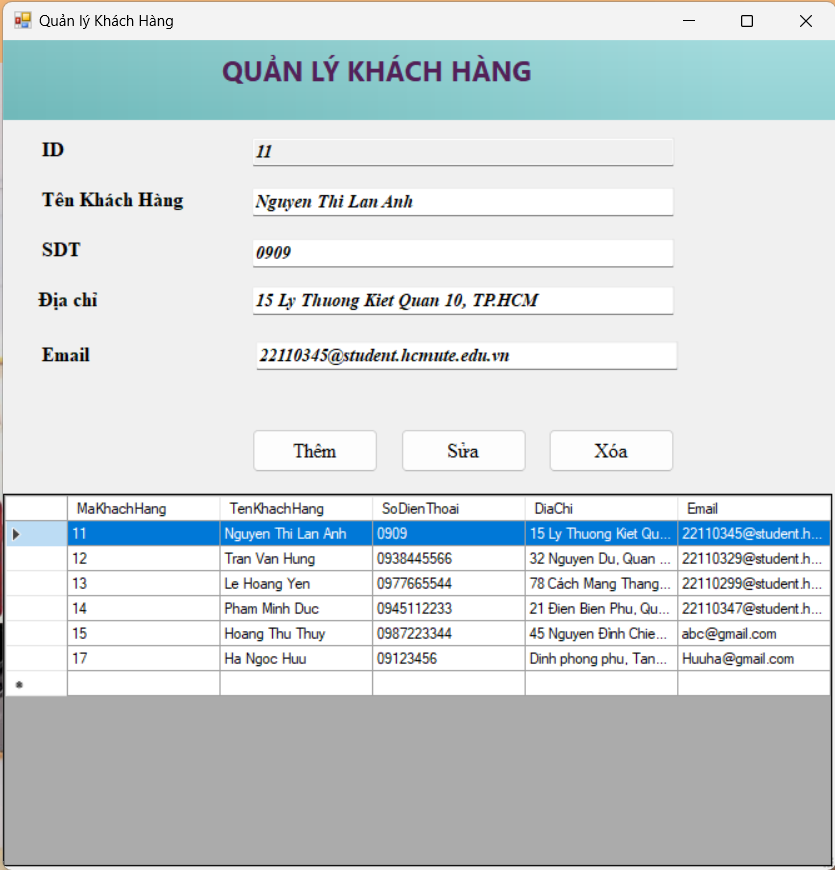 Quản lý Khách Hàng
QUẢN LÝ KHÁCH HÀNG
ID 11
Tên Khách Hàng Nguyen Thi Lan Anh
SDT 0909
Địa chỉ 15 Ly Thuong Kiet Quan 10, TP.HCM
Email 22110345@student.hcmute.edu.vn
Thêm Sửa Xóa
MaKhachHang TenKhachHang SoDienThoai DiaChi Email
11 Nguyen Thi Lan Anh 0909 15 Ly Thuong Kiet Qu... 22110345@student.h...
12 Tran Van Hung 0938445566 32 Nguyen Du, Quan ... 22110329@student.h...
13 Le Hoang Yen 0977665544 78 Cách Mang Thang... 22110299@student.h...
14 Pham Minh Duc 0945112233 21 Đien Bien Phu, Qu... 22110347@student.h...
15 Hoang Thu Thuy 0987223344 45 Nguyen Đình Chie... abc@gmail.com
17 Ha Ngoc Huu 09123456 Dinh phong phu, Tan... Huuha@gmail.com